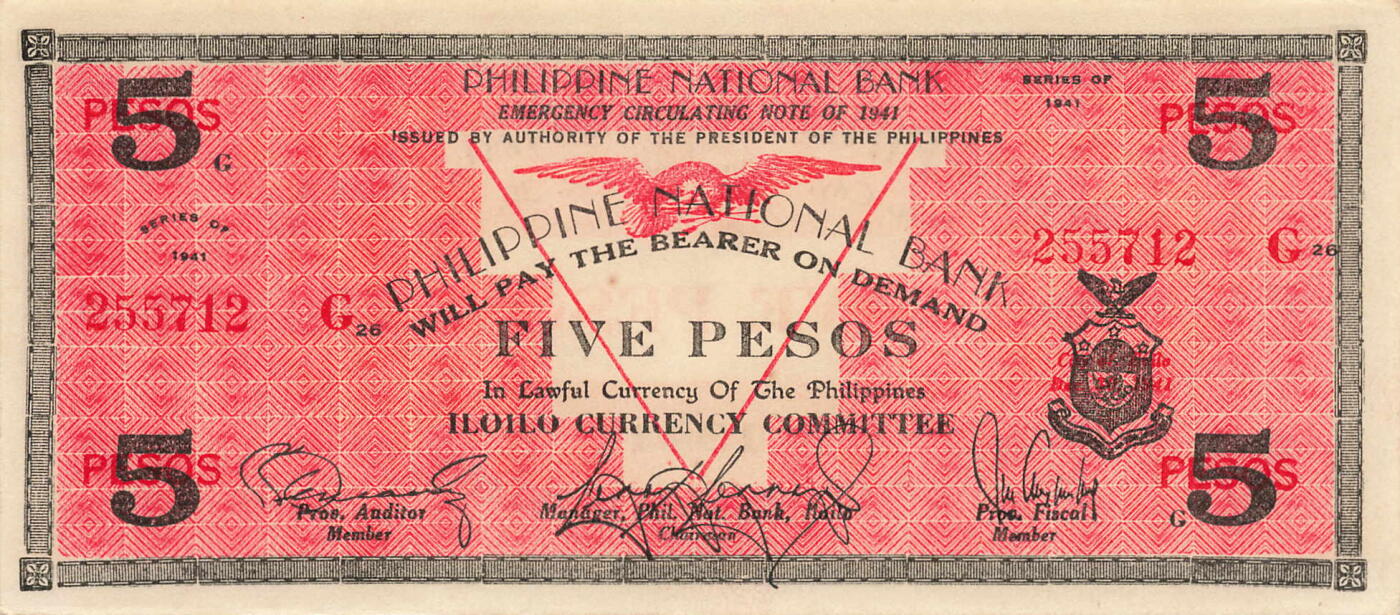 PHILIPPINE NATIONAL BANK
EMERGENCY CIRCULATING NOTE OF 1941
ISSUED BY AUTHORITY OF THE PRESIDENT OF THE PHILIPPINES
SERIES OF
1941
5
PESOS
G
5
PESOS
SERIES OF
1941
PHILIPPINE NATIONAL BANK
WILL PAY THE BEARER ON DEMAND
255712 G 26
255712 G 26
FIVE PESOS
In Lawful Currency Of The Philippines
ILOILO CURRENCY COMMITTEE
5
PESOS
5
PESOS
G
Prov. Auditor
Member
Manager, Phil. Nat. Bank, Iloilo
Chairman
Prov. Fiscal
Member